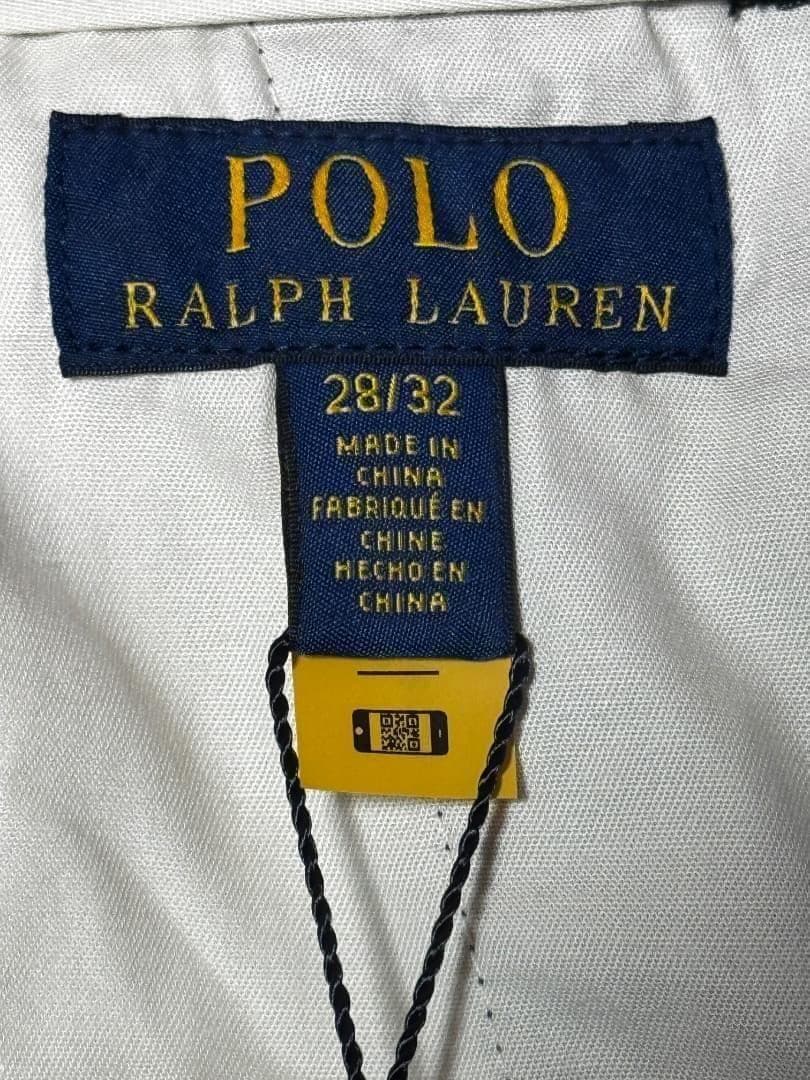 POLO
RALPH LAUREN
28/32
MADE IN
CHINA
FABRIQUÉ EN
CHINE
HECHO EN
CHINA